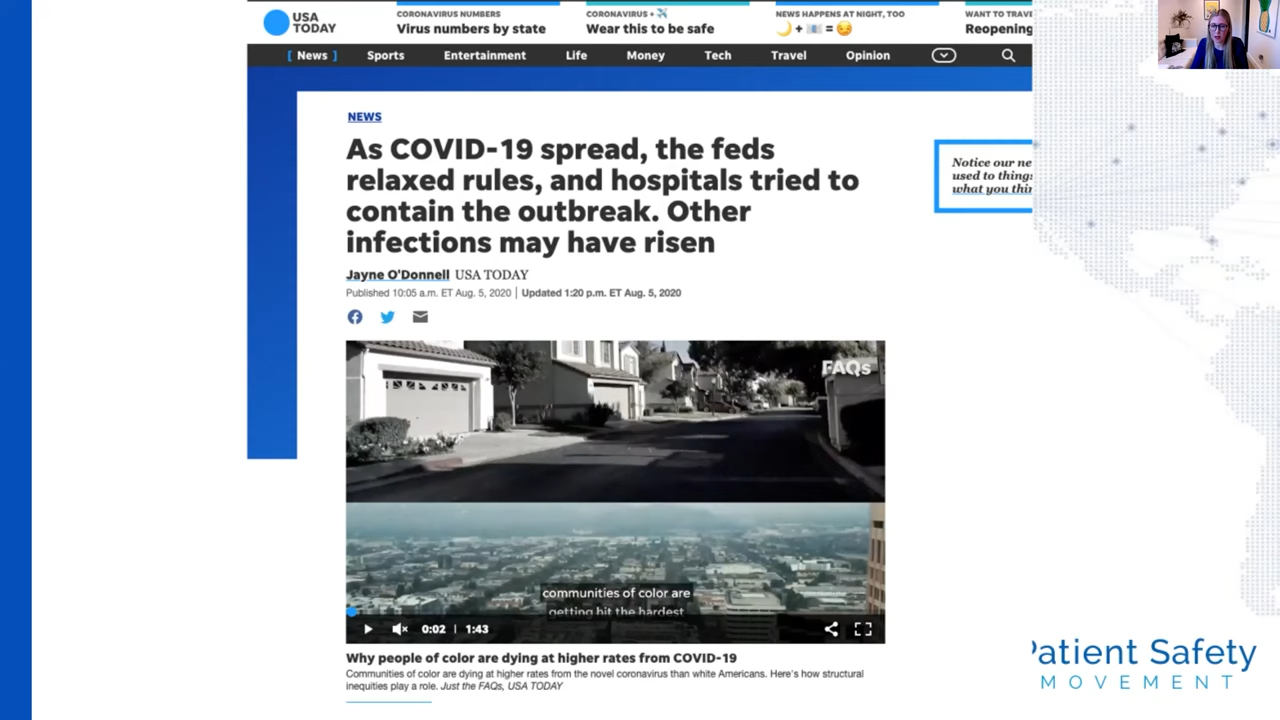 USA
TODAY
CORONAVIRUS NUMBERS
Virus numbers by state
CORONAVIRUS +
Wear this to be safe
NEWS HAPPENS AT NIGHT, TOO
🌙 + 📧 = 😏
WANT TO TRAVE
Reopening
[ News ] Sports Entertainment Life Money Tech Travel Opinion
NEWS
As COVID-19 spread, the feds
relaxed rules, and hospitals tried to
contain the outbreak. Other
infections may have risen
Jayne O'Donnell USA TODAY
Published 10:05 a.m. ET Aug. 5, 2020 | Updated 1:20 p.m. ET Aug. 5, 2020
Notice our ne
used to things
what you thin
FAQs
communities of color are
getting hit the hardest
0:02 | 1:43
Why people of color are dying at higher rates from COVID-19
Communities of color are dying at higher rates from the novel coronavirus than white Americans. Here's how structural
inequities play a role. Just the FAQs, USA TODAY
Patient Safety
MOVEMENT